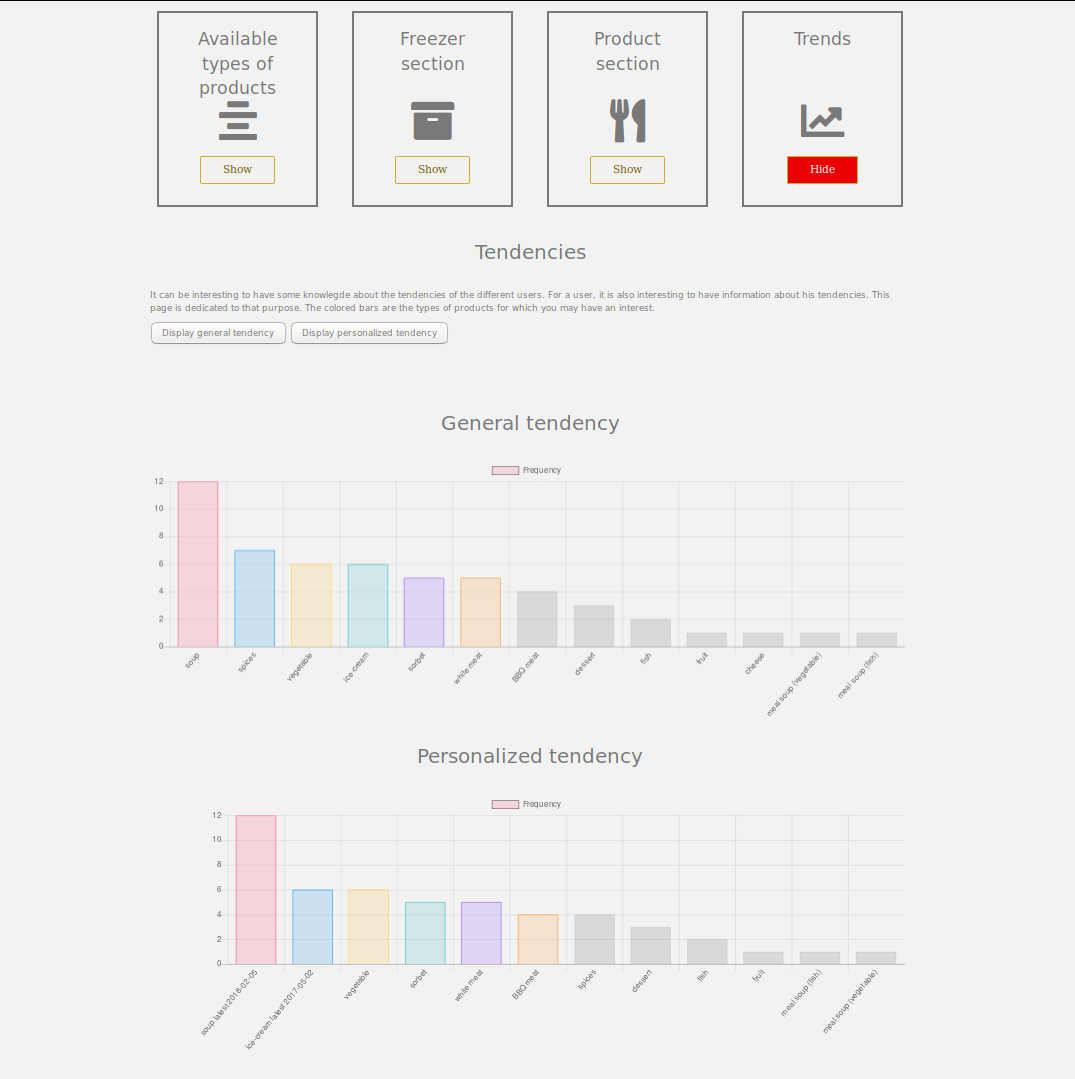 Available
types of
products
Show
Freezer
section
Show
Product
section
Show
Trends
Hide
Tendencies
It can be interesting to have some knowlegde about the tendencies of the different users. For a user, it is also interesting to have information about his tendencies. This
page is dedicated to that purpose. The colored bars are the types of products for which you may have an interest.
Display general tendency
Display personalized tendency
General tendency
Frequency
12
10
8
6
4
2
0
soup
spices
vegetable
ice-cream
sorbet
white meat
BBQ meat
dessert
fish
fruit
cheese
meal soup (vegetable)
meal soup (fish)
Personalized tendency
Frequency
12
10
8
6
4
2
0
soup latest 2018-02-05
ice-cream latest 2017-05-02
vegetable
sorbet
white meat
BBQ meat
spices
dessert
fish
fruit
meal soup (fish)
meal soup (vegetable)